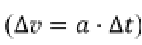 (Δv = a · Δt)